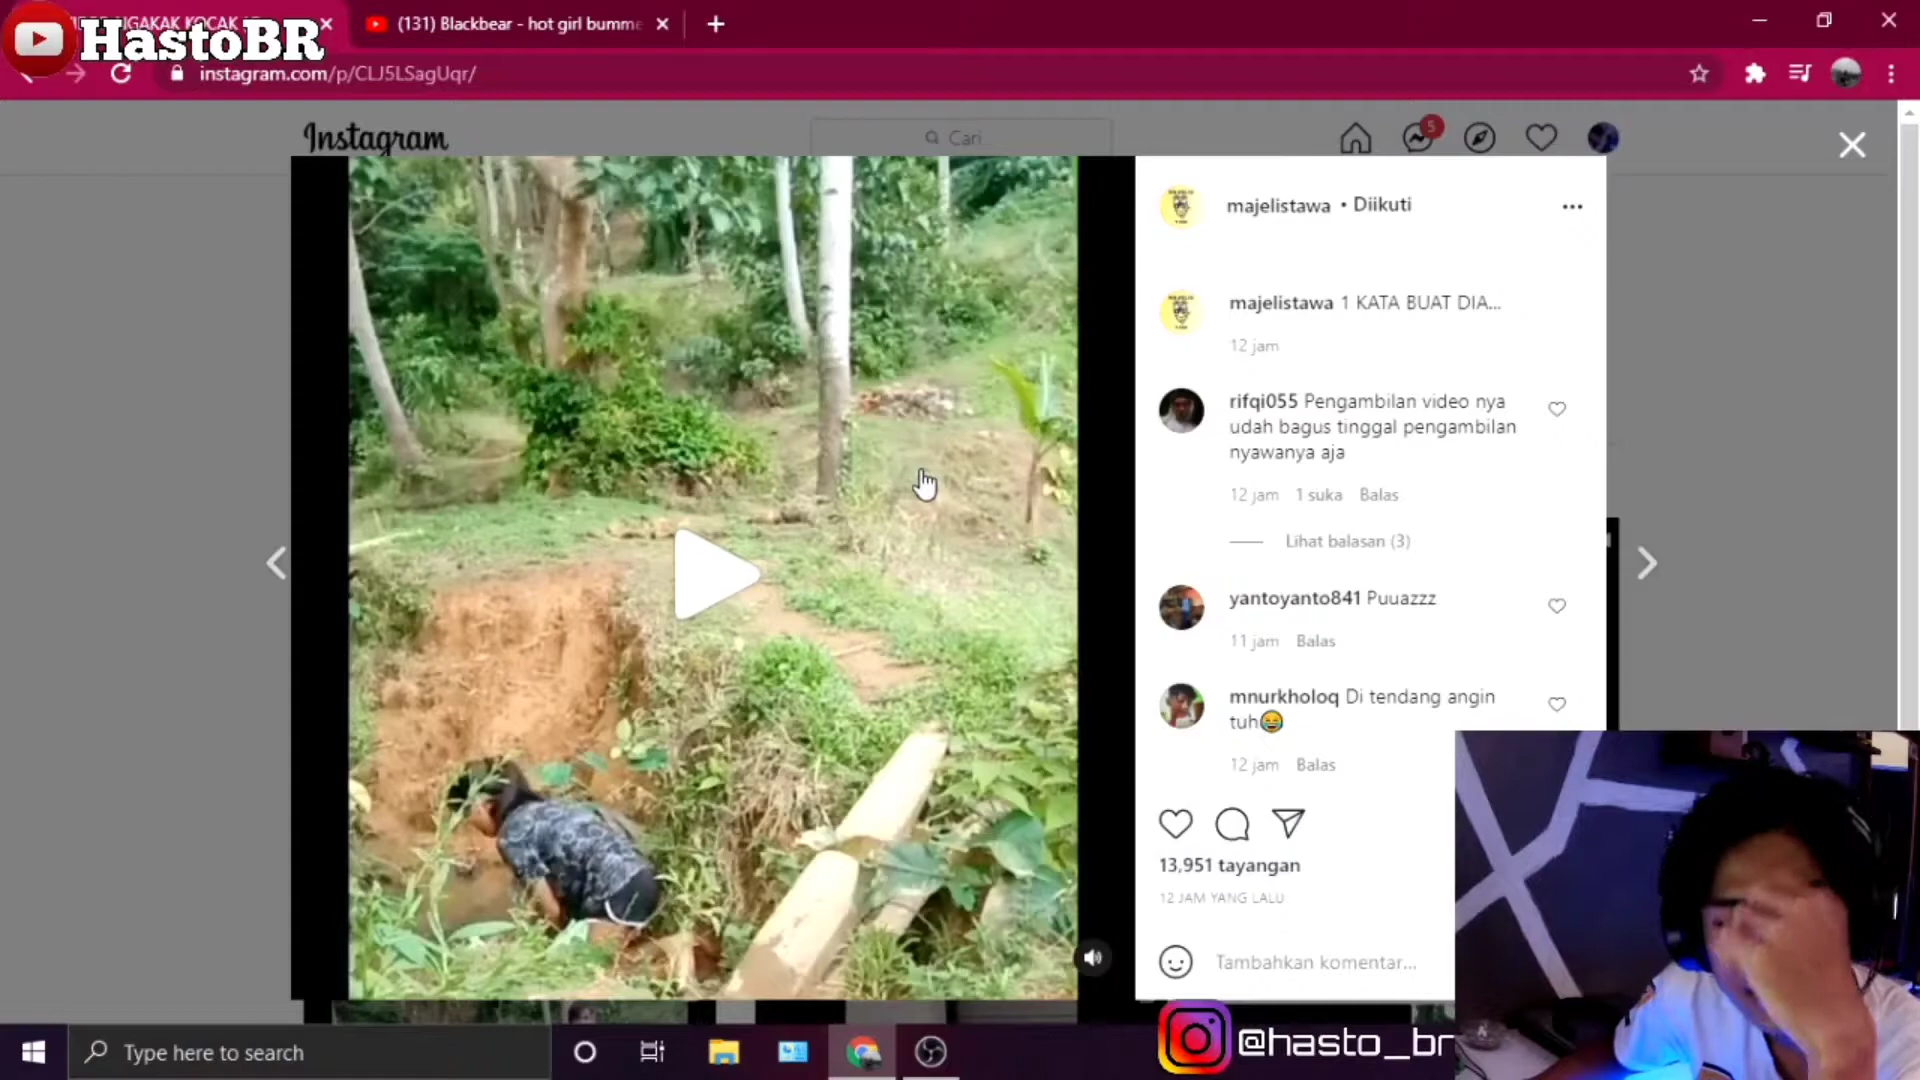 HastoBR
NGAKAK KOCAK
(131) Blackbear - hot girl bumme
instagram.com/p/CLJ5LSagUqr/
Instagram
Cari
5
majelistawa • Diikuti
majelistawa 1 KATA BUAT DIA...
12 jam
rifqi055 Pengambilan video nya
udah bagus tinggal pengambilan
nyawanya aja
12 jam 1 suka Balas
Lihat balasan (3)
yantoyanto841 Puuazzz
11 jam Balas
mnurkholoq Di tendang angin
tuh😂
12 jam Balas
13,951 tayangan
12 JAM YANG LALU
Tambahkan komentar...
@hasto_br
Type here to search